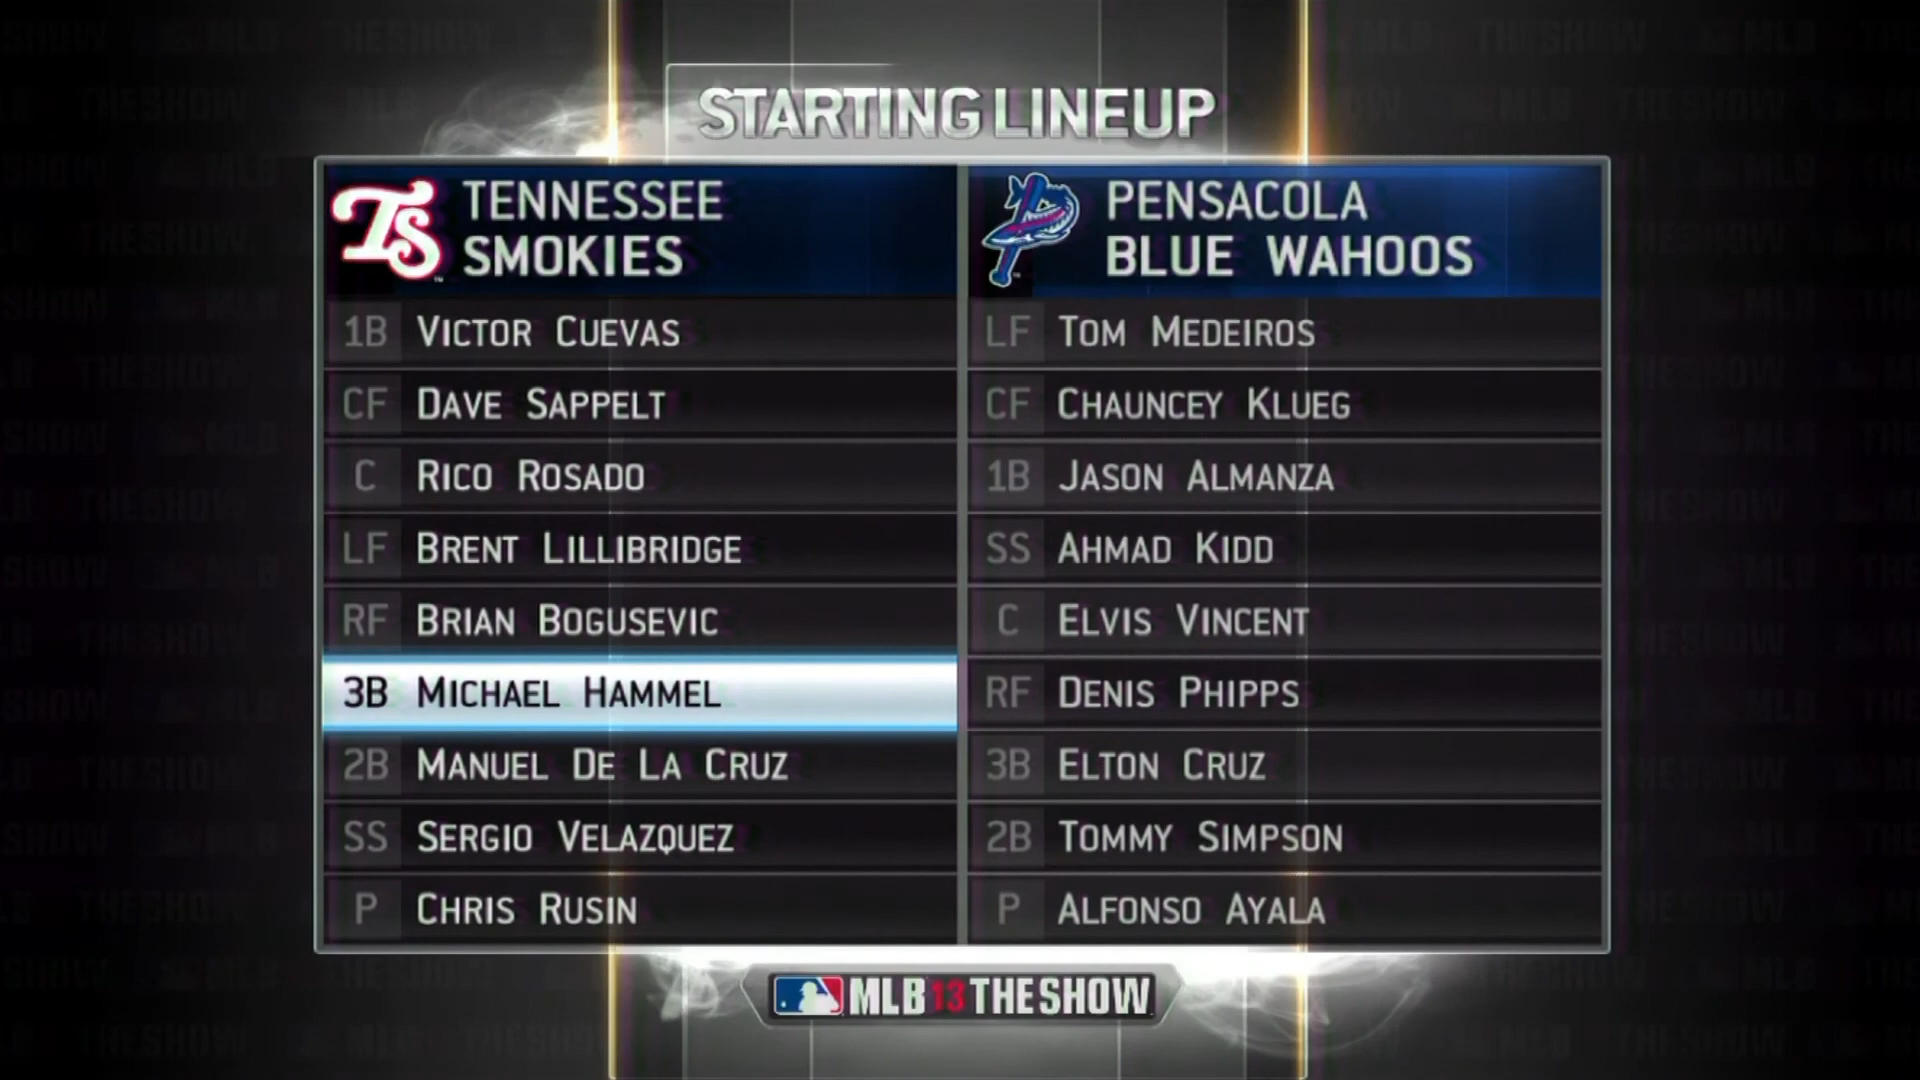 STARTING LINEUP
TENNESSEE
SMOKIES
1B VICTOR CUEVAS
CF DAVE SAPPELT
C RICO ROSADO
LF BRENT LILLIBRIDGE
RF BRIAN BOGUSEVIC
3B MICHAEL HAMMEL
2B MANUEL DE LA CRUZ
SS SERGIO VELAZQUEZ
P CHRIS RUSIN
PENSACOLA
BLUE WAHOOS
LF TOM MEDEIROS
CF CHAUNCEY KLUEG
1B JASON ALMANZA
SS AHMAD KIDD
C ELVIS VINCENT
RF DENIS PHIPPS
3B ELTON CRUZ
2B TOMMY SIMPSON
P ALFONSO AYALA
MLB 13 THE SHOW